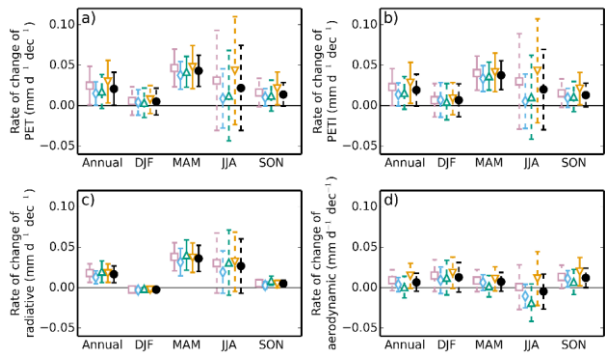 a)
Rate of change of
PET (mm d⁻¹ dec⁻¹)
0.10
0.05
0.00
−0.05
Annual DJF MAM JJA SON
b)
Rate of change of
PETI (mm d⁻¹ dec⁻¹)
0.10
0.05
0.00
−0.05
Annual DJF MAM JJA SON
c)
Rate of change of
radiative (mm d⁻¹ dec⁻¹)
0.10
0.05
0.00
−0.05
Annual DJF MAM JJA SON
d)
Rate of change of
aerodynamic (mm d⁻¹ dec⁻¹)
0.10
0.05
0.00
−0.05
Annual DJF MAM JJA SON